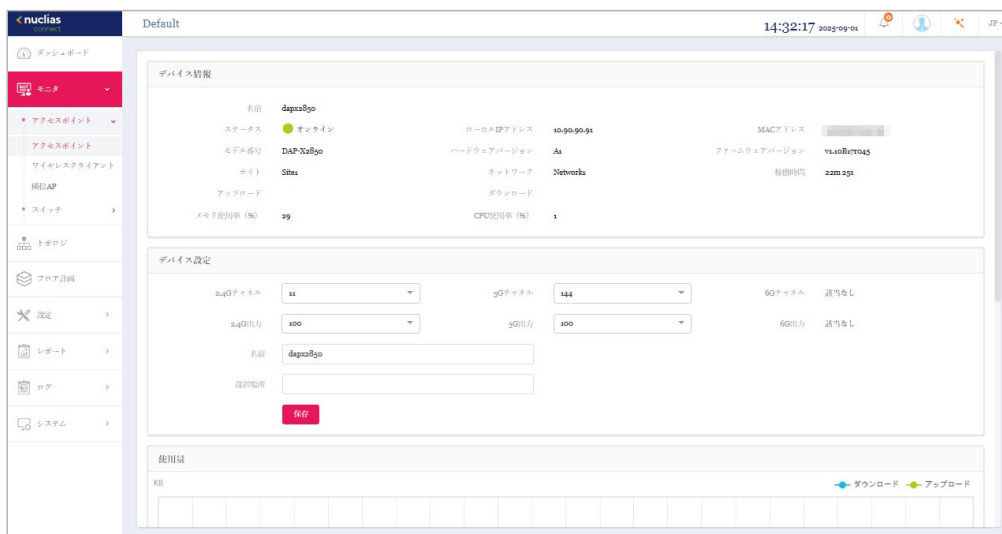 nuclias
connect
Default
14:32:17 2025-09-01
JP
ダッシュボード
モニタ
アクセスポイント
アクセスポイント
ワイヤレスクライアント
隣接AP
スイッチ
トポロジ
フロア計画
設定
レポート
ログ
システム
デバイス情報
名前 dapx2850
ステータス オンライン ローカルIPアドレス 10.90.90.91 MACアドレス
モデル番号 DAP-X2850 ハードウェアバージョン A1 ファームウェアバージョン V1.10B17T045
サイト Site1 ネットワーク Network1 稼働時間 22m 25s
アップロード ダウンロード
メモリ使用率（%） 29 CPU使用率（%） 1
デバイス設定
2.4Gチャネル 11 5Gチャネル 144 6Gチャネル 該当なし
2.4G出力 100 5G出力 100 6G出力 該当なし
名前 dapx2850
設置場所
保存
使用量
KB ダウンロード アップロード